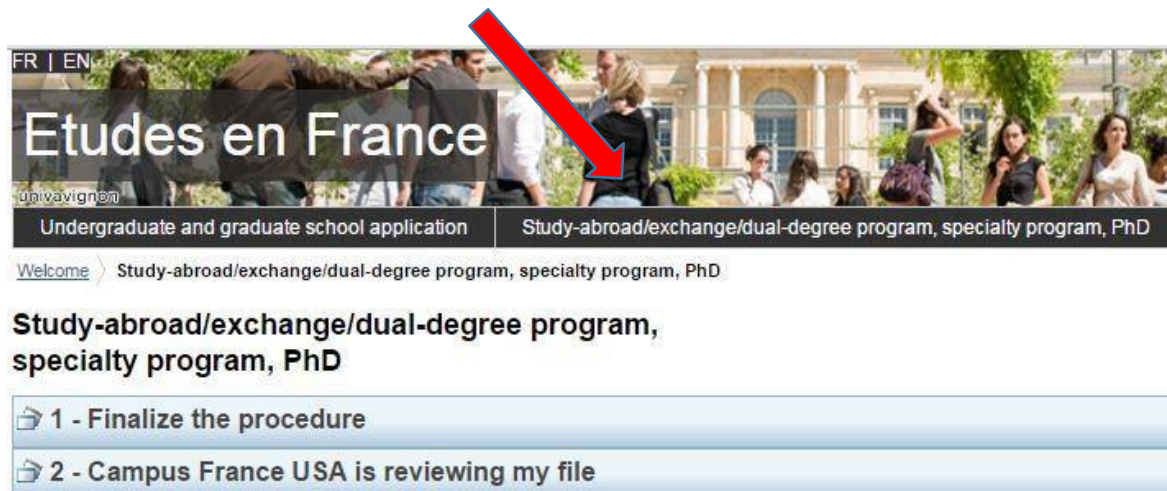 FR | EN
Etudes en France
univavignon
Undergraduate and graduate school application
Study-abroad/exchange/dual-degree program, specialty program, PhD
Welcome Study-abroad/exchange/dual-degree program, specialty program, PhD
Study-abroad/exchange/dual-degree program,
specialty program, PhD
1 - Finalize the procedure
2 - Campus France USA is reviewing my file